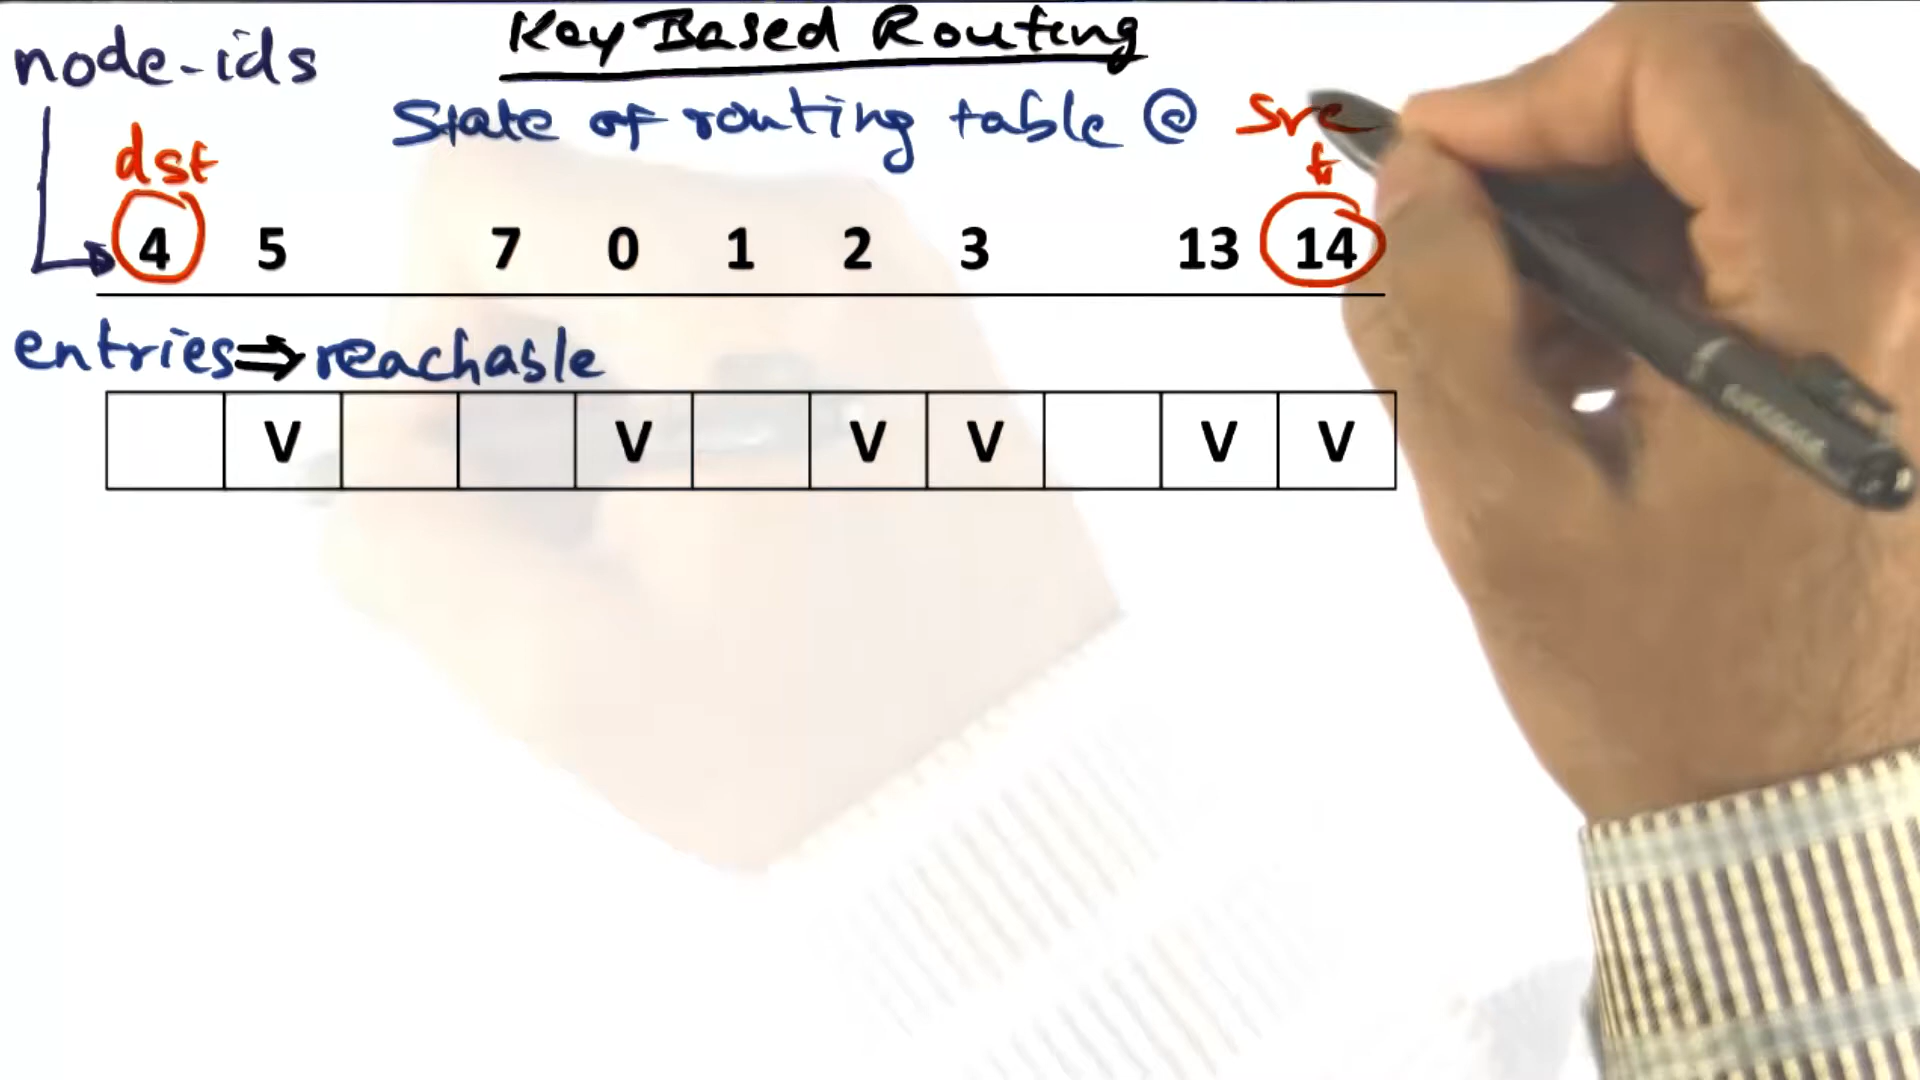 Key Based Routing
node-ids
State of routing table @ src
dst
4 5 7 0 1 2 3 13 14
entries ⇒ reachable
V V V V V V